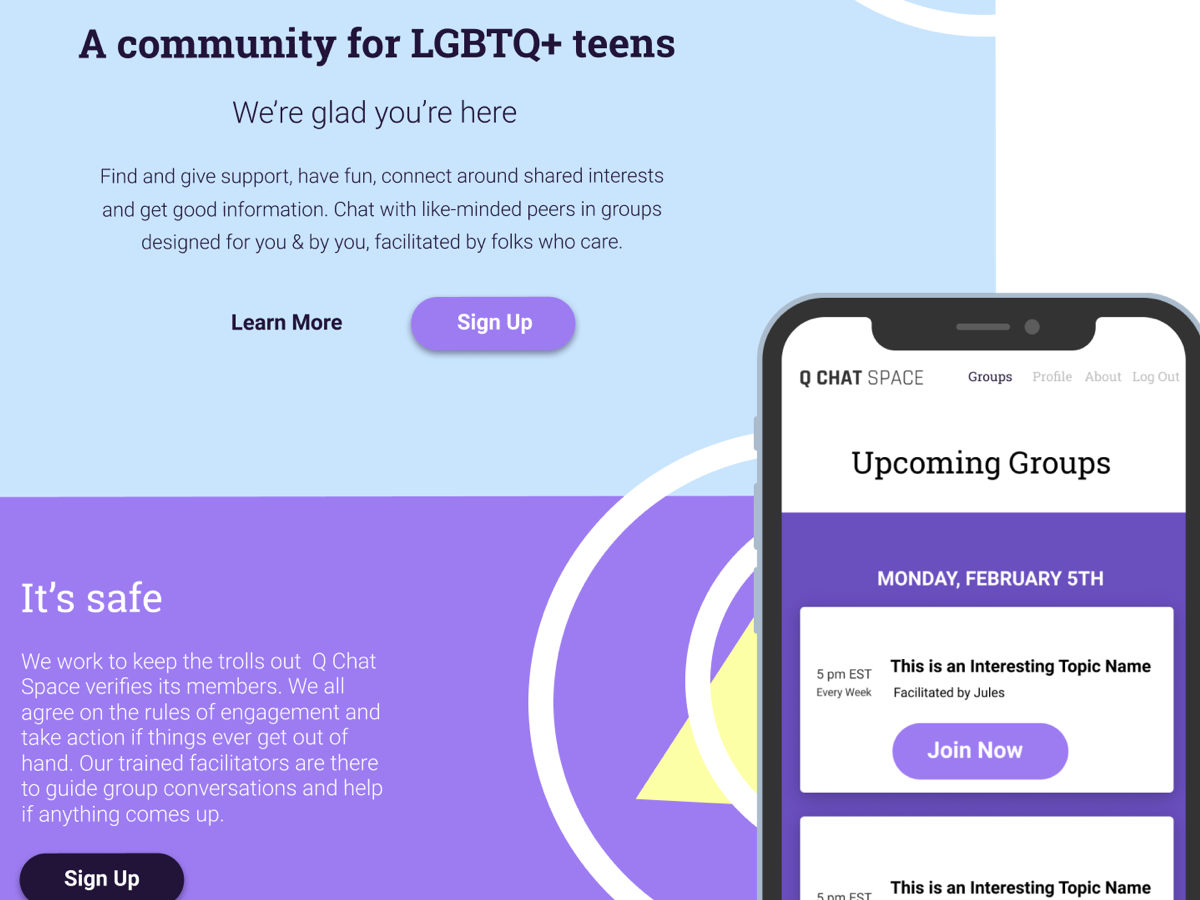 A community for LGBTQ+ teens
We're glad you're here
Find and give support, have fun, connect around shared interests
and get good information. Chat with like-minded peers in groups
designed for you & by you, facilitated by folks who care.
Learn More
Sign Up
It's safe
We work to keep the trolls out  Q Chat
Space verifies its members. We all
agree on the rules of engagement and
take action if things ever get out of
hand. Our trained facilitators are there
to guide group conversations and help
if anything comes up.
Sign Up
Q CHAT SPACE
Groups
Profile
About
Log Out
Upcoming Groups
MONDAY, FEBRUARY 5TH
5 pm EST
Every Week
This is an Interesting Topic Name
Facilitated by Jules
Join Now
5 pm EST
This is an Interesting Topic Name